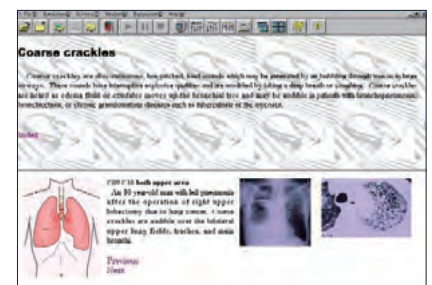 Coarse crackles
Coarse crackles are discontinuous, low pitched, loud sounds which may be generated by air bubbling through mucus in large
airways. These sounds have interruptive explosive qualities and are modified by taking a deep breath or coughing. Coarse crackles
are heard as edema fluid or exudates moves up the bronchial tree and may be audible in patients with bronchopneumonia,
bronchiectasis, or chronic granulomatous diseases such as tuberculosis or the mycoses.
Index
both upper area
An 80 year-old man with left pneumonia
after the operation of right upper
lobectomy due to lung cancer. Coarse
crackles are audible over the bilateral
upper lung fields, trachea, and main
bronchi.
Previous
Next